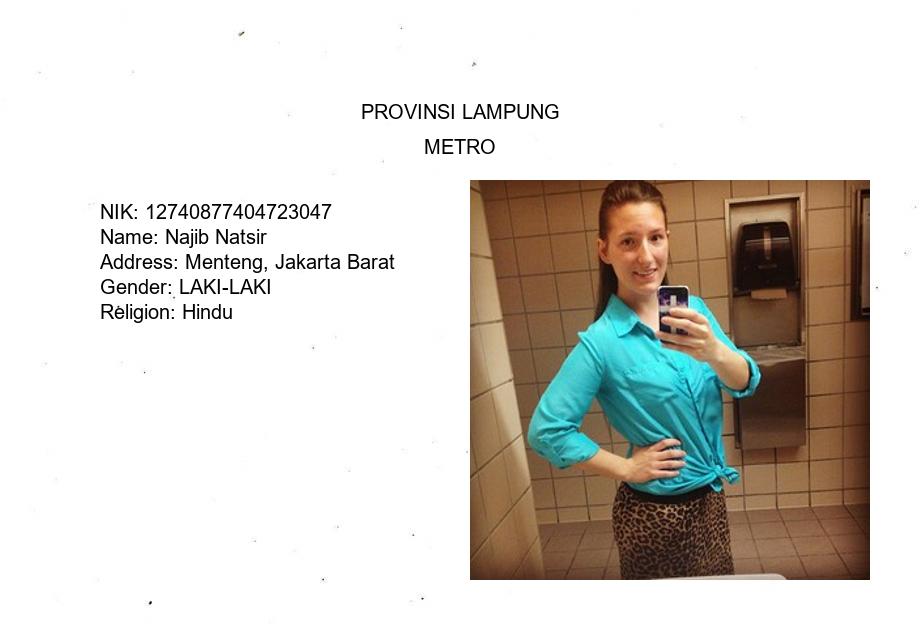 PROVINSI LAMPUNG
METRO
NIK: 12740877404723047
Name: Najib Natsir
Address: Menteng, Jakarta Barat
Gender: LAKI-LAKI
Religion: Hindu